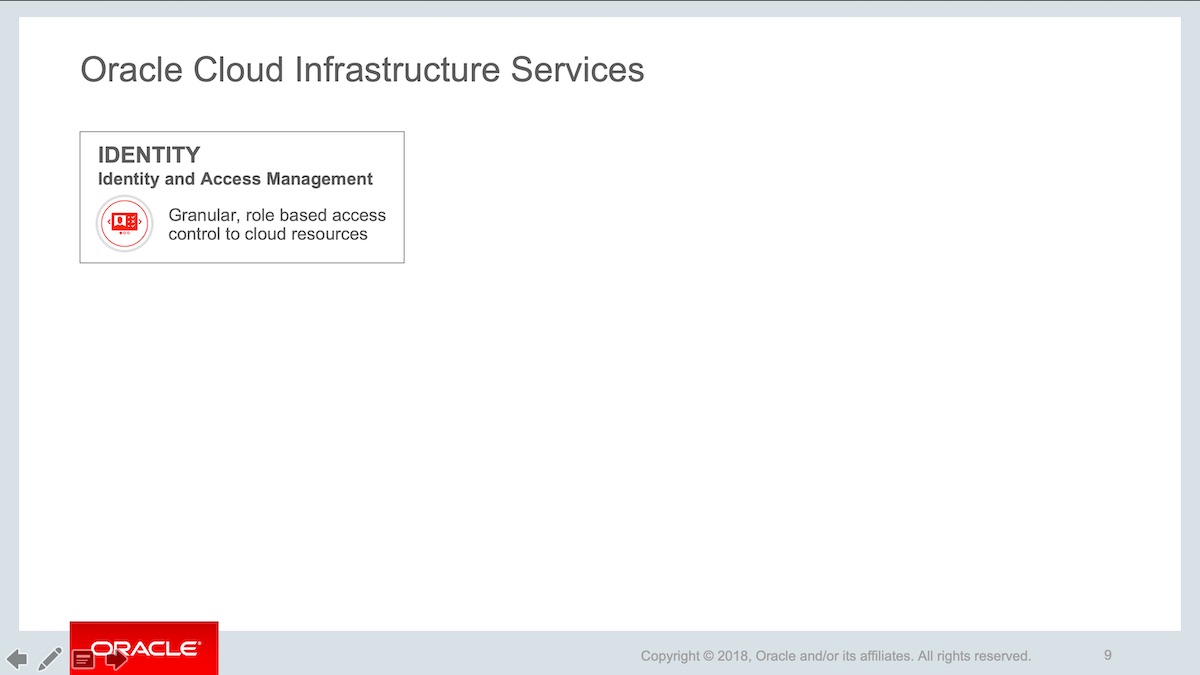 Oracle Cloud Infrastructure Services
IDENTITY
Identity and Access Management
Granular, role based access
control to cloud resources
ORACLE®
Copyright © 2018, Oracle and/or its affiliates. All rights reserved.
9